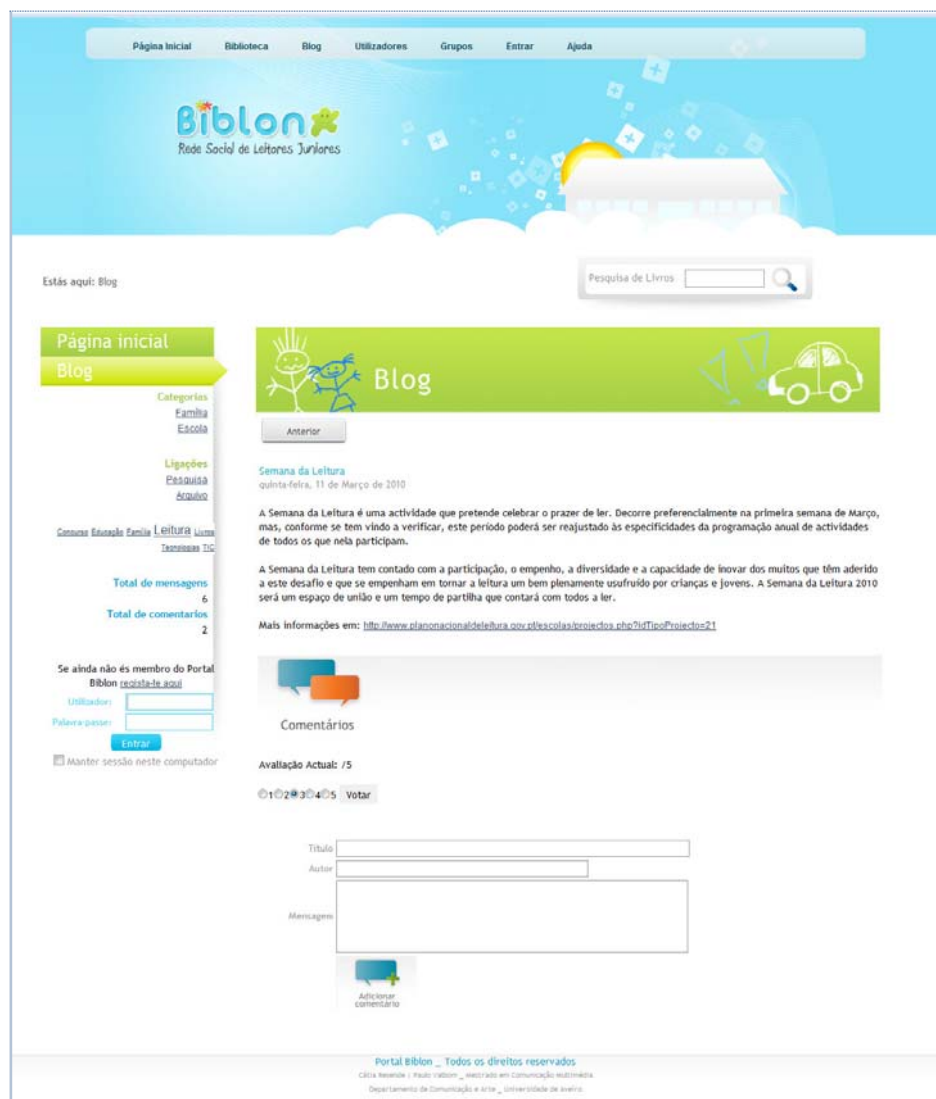 Página Inicial Biblioteca Blog Utilizadores Grupos Entrar Ajuda
Biblon
Rede Social de Leitores Juniores
Estás aqui: Blog
Pesquisa de Livros
Página inicial
Blog
Categorias
Família
Escola
Ligações
Pesquisa
Arquivo
Concurso Educação Família Leitura Livros
Tecnologias TIC
Total de mensagens
6
Total de comentarios
2
Se ainda não és membro do Portal
Biblon regista-te aqui
Utilizador:
Palavra-passe:
Entrar
Manter sessão neste computador
Blog
Anterior
Semana da Leitura
quinta-feira, 11 de Março de 2010
A Semana da Leitura é uma actividade que pretende celebrar o prazer de ler. Decorre preferencialmente na primeira semana de Março,
mas, conforme se tem vindo a verificar, este período poderá ser reajustado às especificidades da programação anual de actividades
de todos os que nela participam.
A Semana da Leitura tem contado com a participação, o empenho, a diversidade e a capacidade de inovar dos muitos que têm aderido
a este desafio e que se empenham em tornar a leitura um bem plenamente usufruído por crianças e jovens. A Semana da Leitura 2010
será um espaço de união e um tempo de partilha que contará com todos a ler.
Mais informações em: http://www.planonacionaldeleitura.gov.pt/escolas/projectos.php?idTipoProjecto=21
Comentários
Avaliação Actual: /5
1 2 3 4 5 Votar
Título
Autor
Mensagem
Adicionar
comentário
Portal Biblon _ Todos os direitos reservados
Cátia Resende | Paulo Valbom _ Mestrado em Comunicação Multimédia
Departamento de Comunicação e Arte _ Universidade de Aveiro